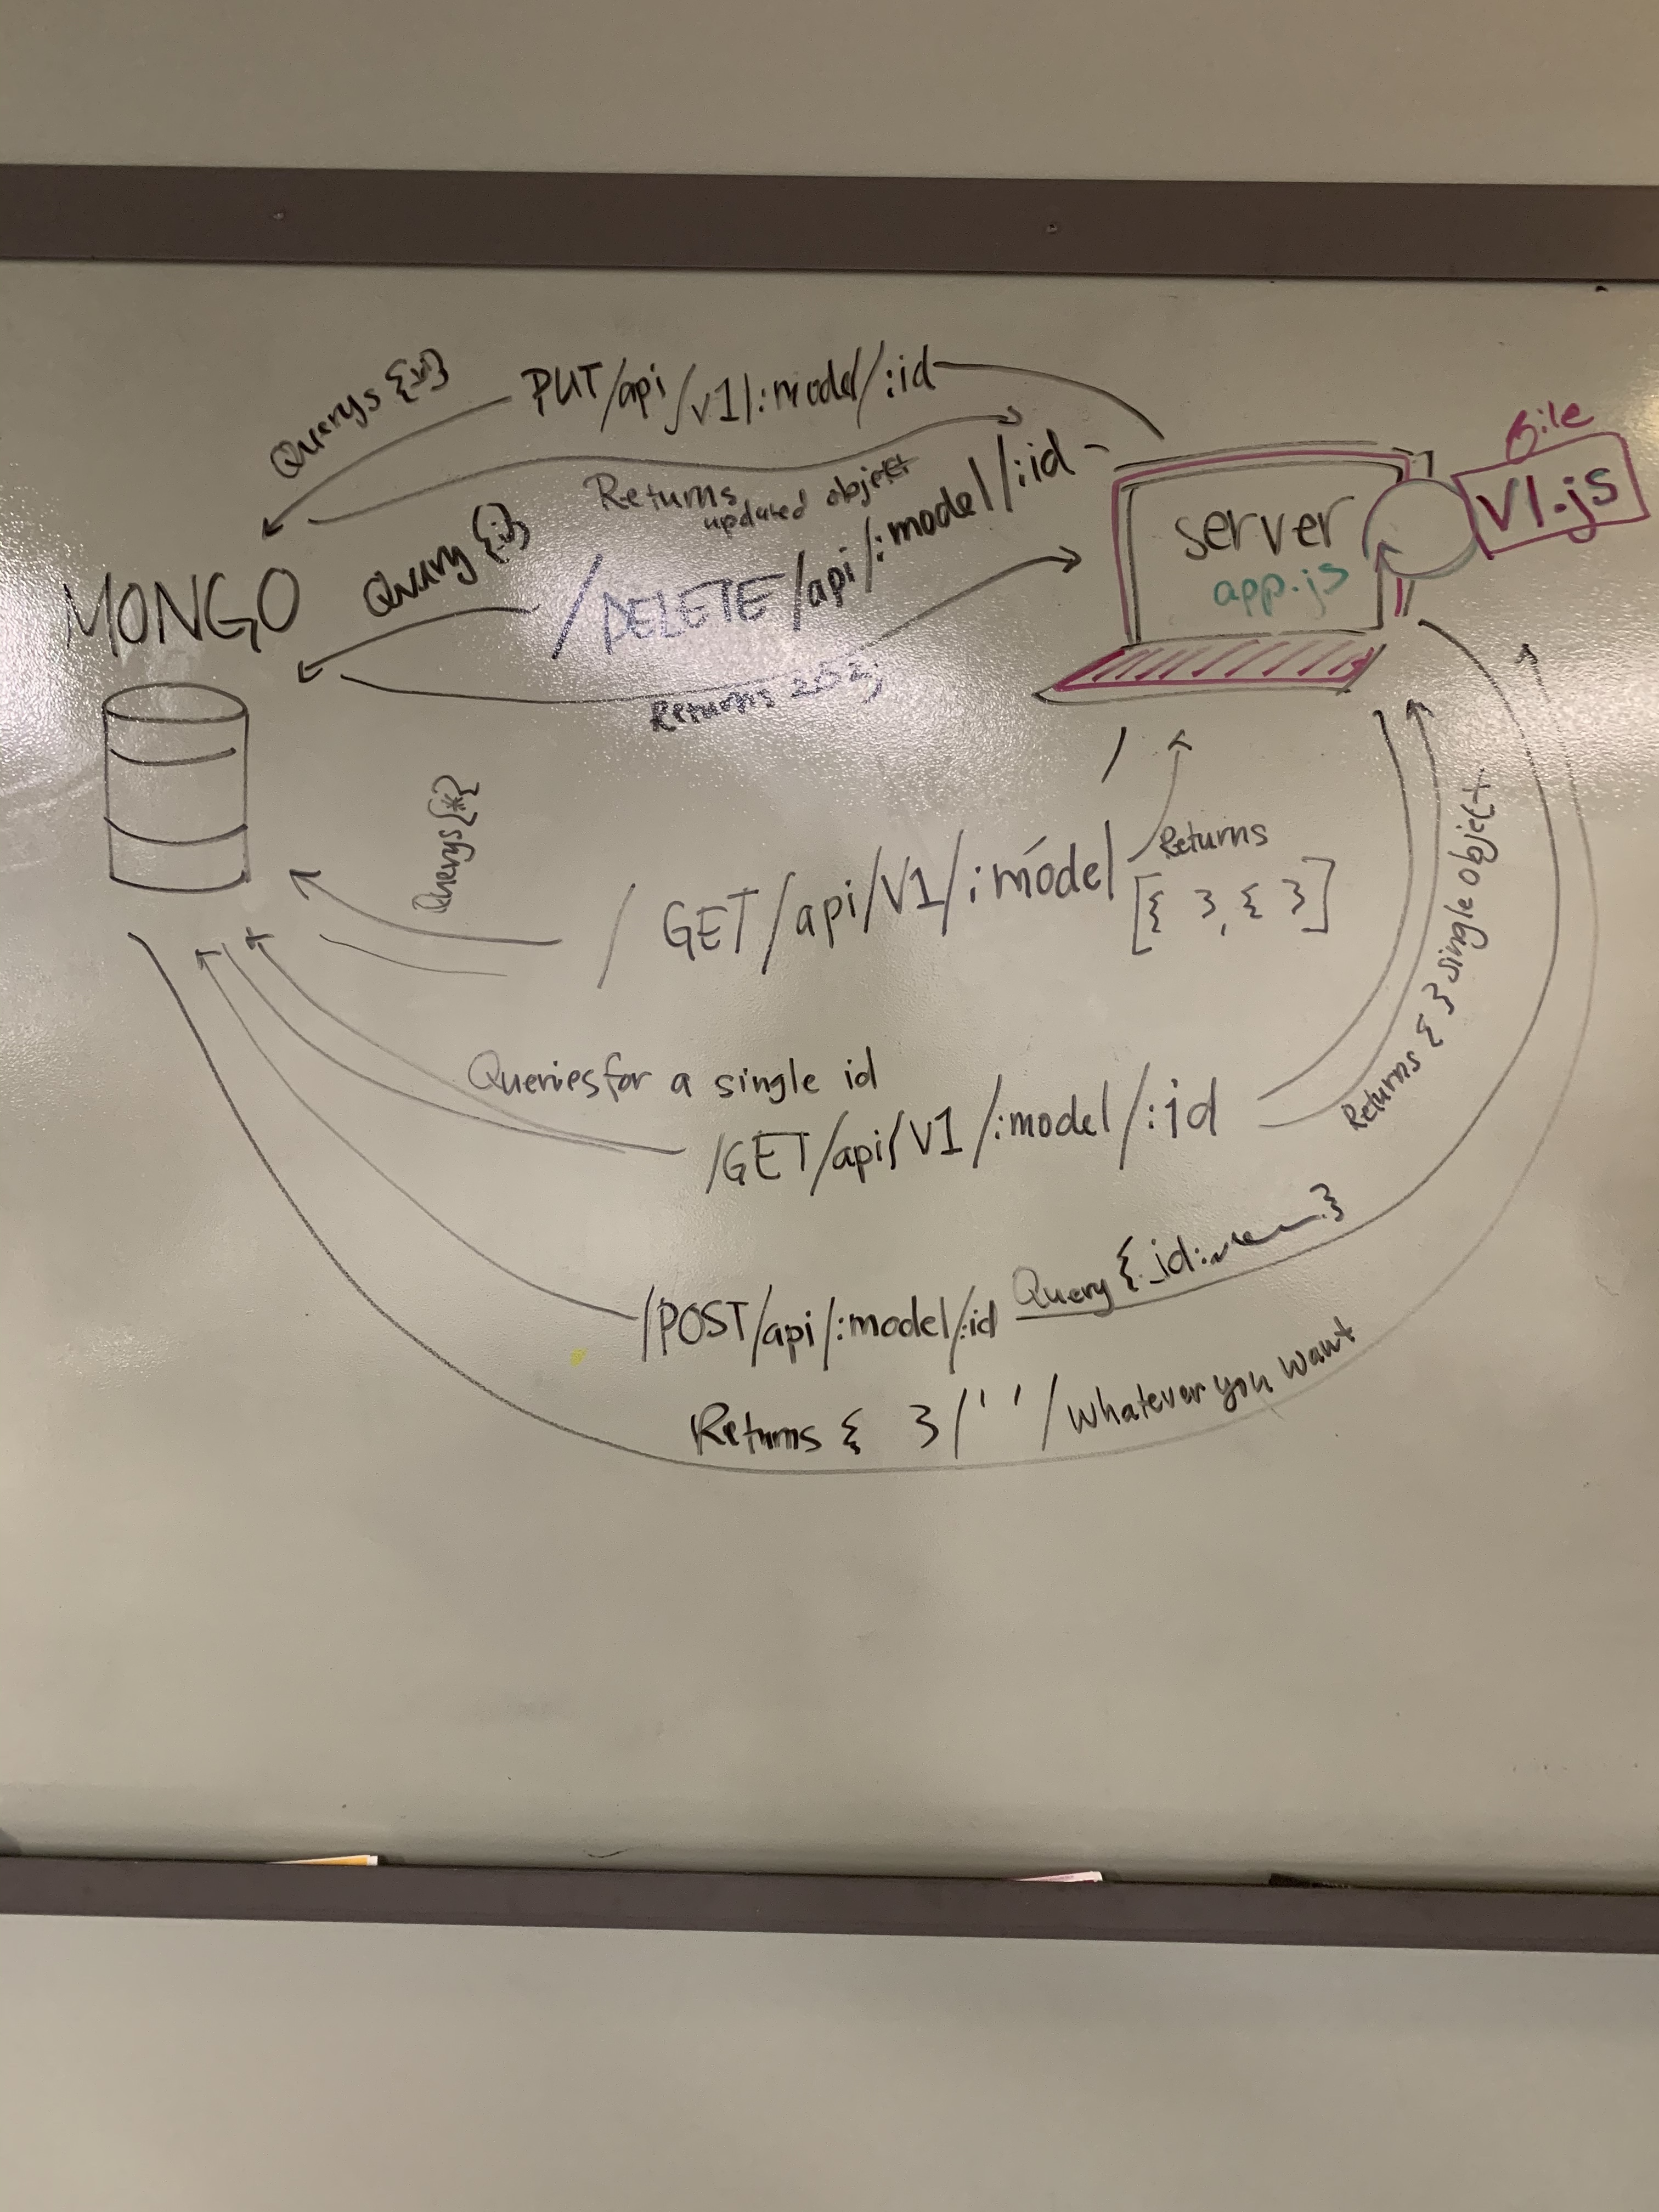 Querys {id}
PUT/api/v1/:model/:id
Returns
updated object
file
V1.js
server
app.js
MONGO
Query {id}
/DELETE/api/:model/:id
Returns 202;
Querys{*}
/GET/api/V1/:model
Returns
[{ }, { }]
Returns { } single object
Queries for a single id
/GET/api/V1/:model/:id
/POST/api/:model/:id Query {_id: }
Returns { } / ' ' / whatever you want